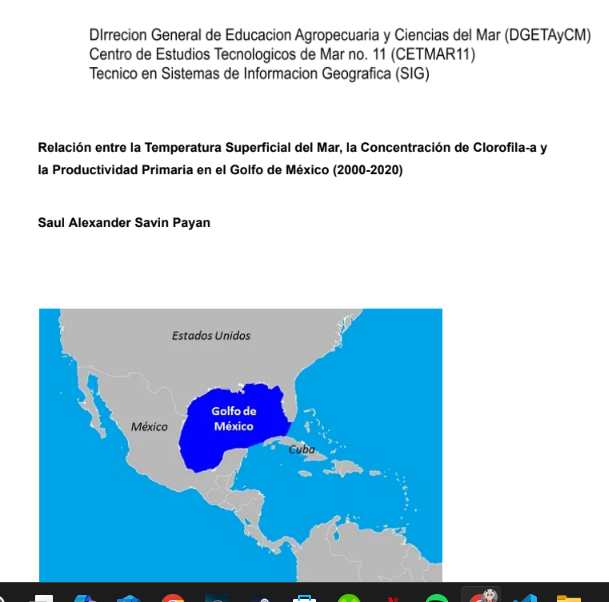 DIrrecion General de Educacion Agropecuaria y Ciencias del Mar (DGETAyCM)
Centro de Estudios Tecnologicos de Mar no. 11 (CETMAR11)
Tecnico en Sistemas de Informacion Geografica (SIG)
Relación entre la Temperatura Superficial del Mar, la Concentración de Clorofila-a y
la Productividad Primaria en el Golfo de México (2000-2020)
Saul Alexander Savin Payan
Estados Unidos
Golfo de
México
México
Cuba